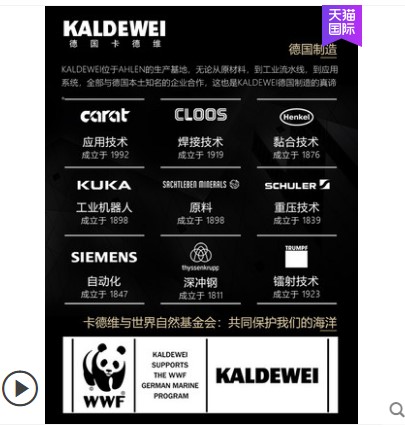 天猫
国际
KALDEWEI
德国卡德维
德国制造
KALDEWEI位于AHLEN的生产基地，无论从原材料，到工业流水线，到应用
系统，全部与德国本土知名的企业合作，这也是KALDEWEI德国制造的真谛
carat
应用技术
成立于 1992
CLOOS
焊接技术
成立于 1919
Henkel
黏合技术
成立于 1876
KUKA
工业机器人
成立于 1898
SACHTLEBEN MINERALS
原料
成立于 1898
SCHULER
重压技术
成立于 1839
SIEMENS
自动化
成立于 1847
thyssenkrupp
深冲钢
成立于 1811
TRUMPF
镭射技术
成立于 1923
卡德维与世界自然基金会：共同保护我们的海洋
WWF
KALDEWEI
SUPPORTS
THE WWF
GERMAN MARINE
PROGRAM
KALDEWEI